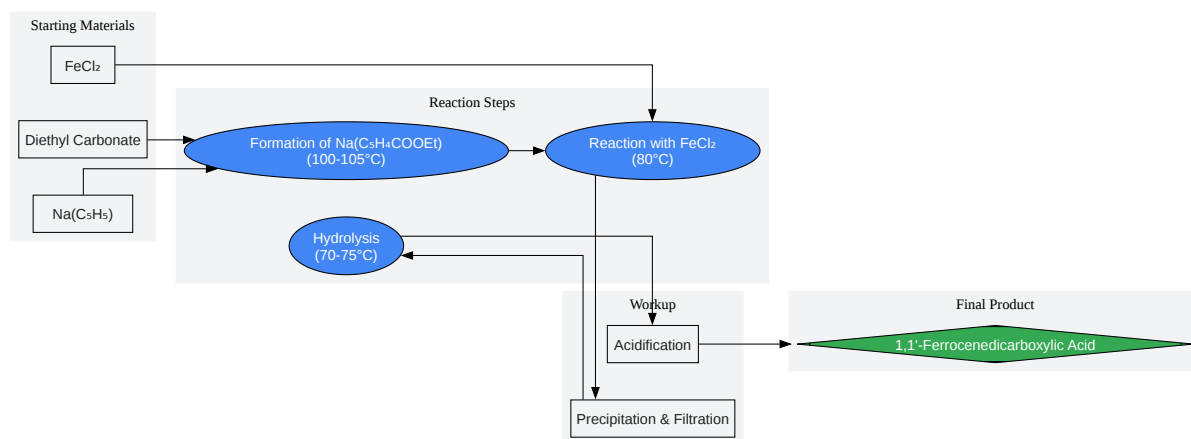 Starting Materials
FeCl₂
Diethyl Carbonate
Na(C₅H₅)
Reaction Steps
Formation of Na(C₅H₄COOEt)
(100-105°C)
Reaction with FeCl₂
(80°C)
Hydrolysis
(70-75°C)
Workup
Acidification
Precipitation & Filtration
Final Product
1,1'-Ferrocenedicarboxylic Acid